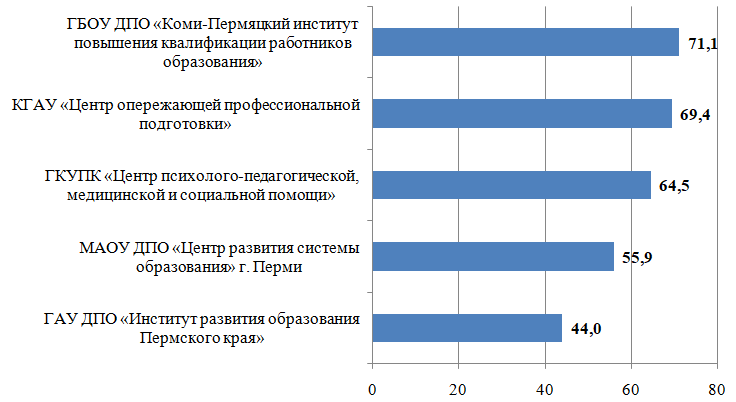 ГБОУ ДПО «Коми-Пермяцкий институт
повышения квалификации работников
образования»
71,1
КГАУ «Центр опережающей профессиональной
подготовки»
69,4
ГКУПК «Центр психолого-педагогической,
медицинской и социальной помощи»
64,5
МАОУ ДПО «Центр развития системы
образования» г. Перми
55,9
ГАУ ДПО «Институт развития образования
Пермского края»
44,0
0 20 40 60 80